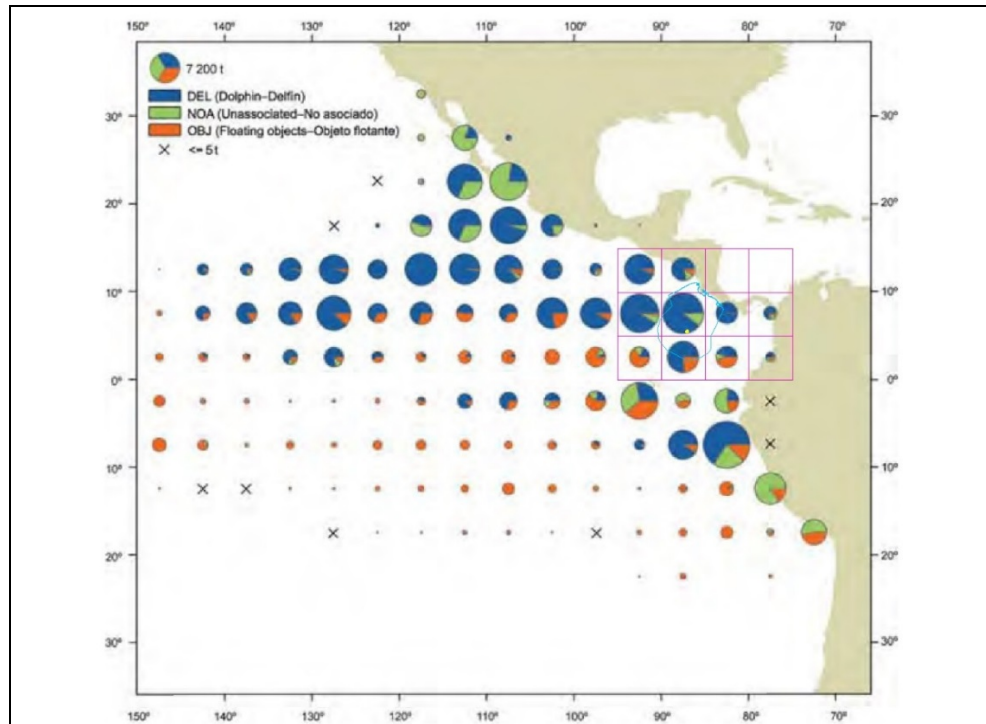 150° 140° 130° 120° 110° 100° 90° 80° 70°
7 200 t
DEL (Dolphin–Delfín)
NOA (Unassociated–No asociado)
OBJ (Floating objects–Objeto flotante)
<= 5 t
30° 30°
20° 20°
10° 10°
0° 0°
10° 10°
20° 20°
30° 30°
150° 140° 130° 120° 110° 100° 90° 80° 70°